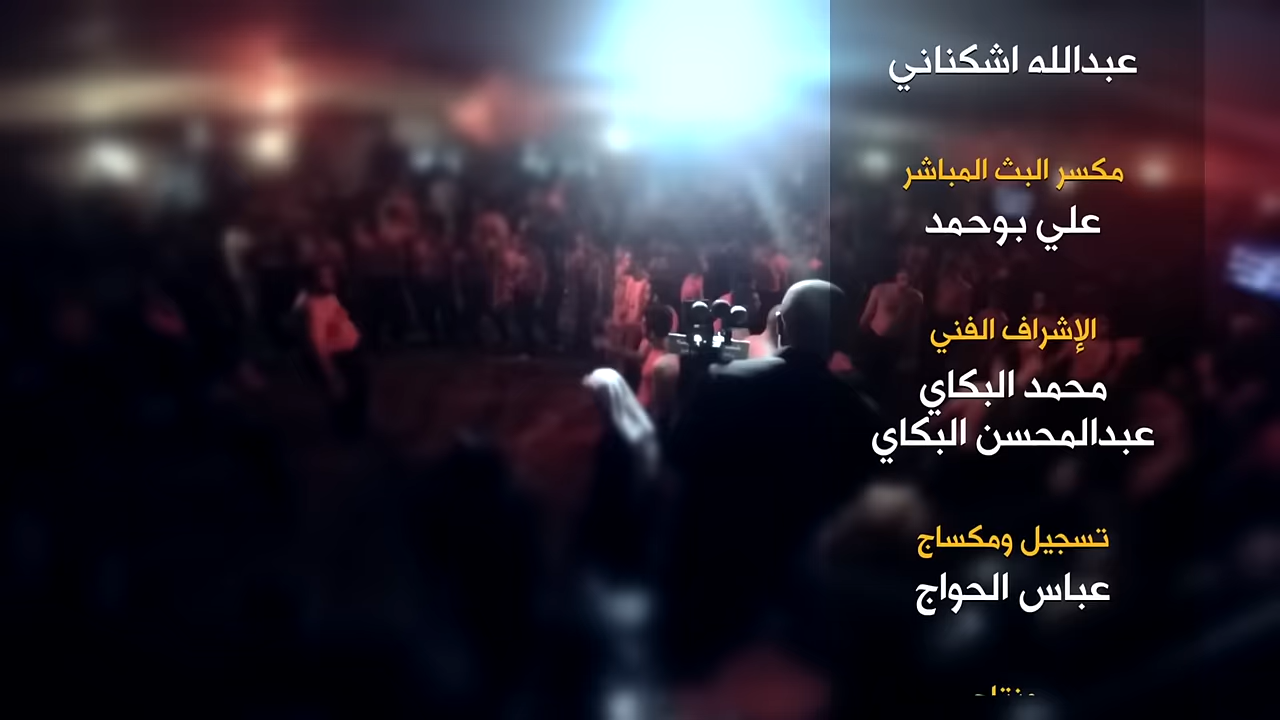 عبدالله اشكناني
مكسر البث المباشر
علي بوحمد
الإشراف الفني
محمد البكاي
عبدالمحسن البكاي
تسجيل ومكساج
عباس الحواج